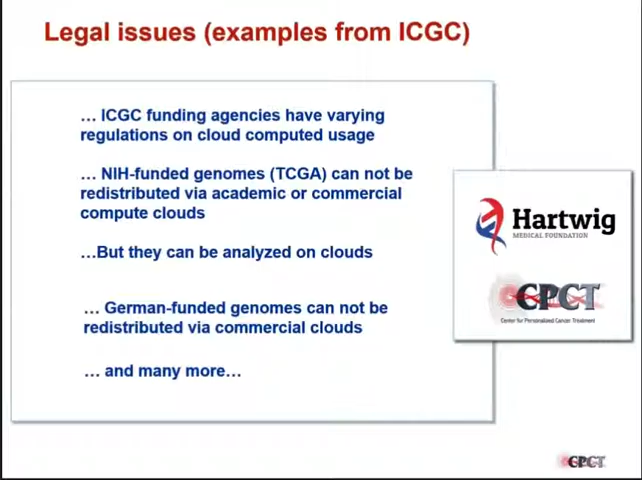 Legal issues (examples from ICGC)
… ICGC funding agencies have varying
regulations on cloud computed usage
… NIH-funded genomes (TCGA) can not be
redistributed via academic or commercial
compute clouds
…But they can be analyzed on clouds
… German-funded genomes can not be
redistributed via commercial clouds
… and many more…
Hartwig
MEDICAL FOUNDATION
CPCT
Center for Personalized Cancer Treatment
CPCT